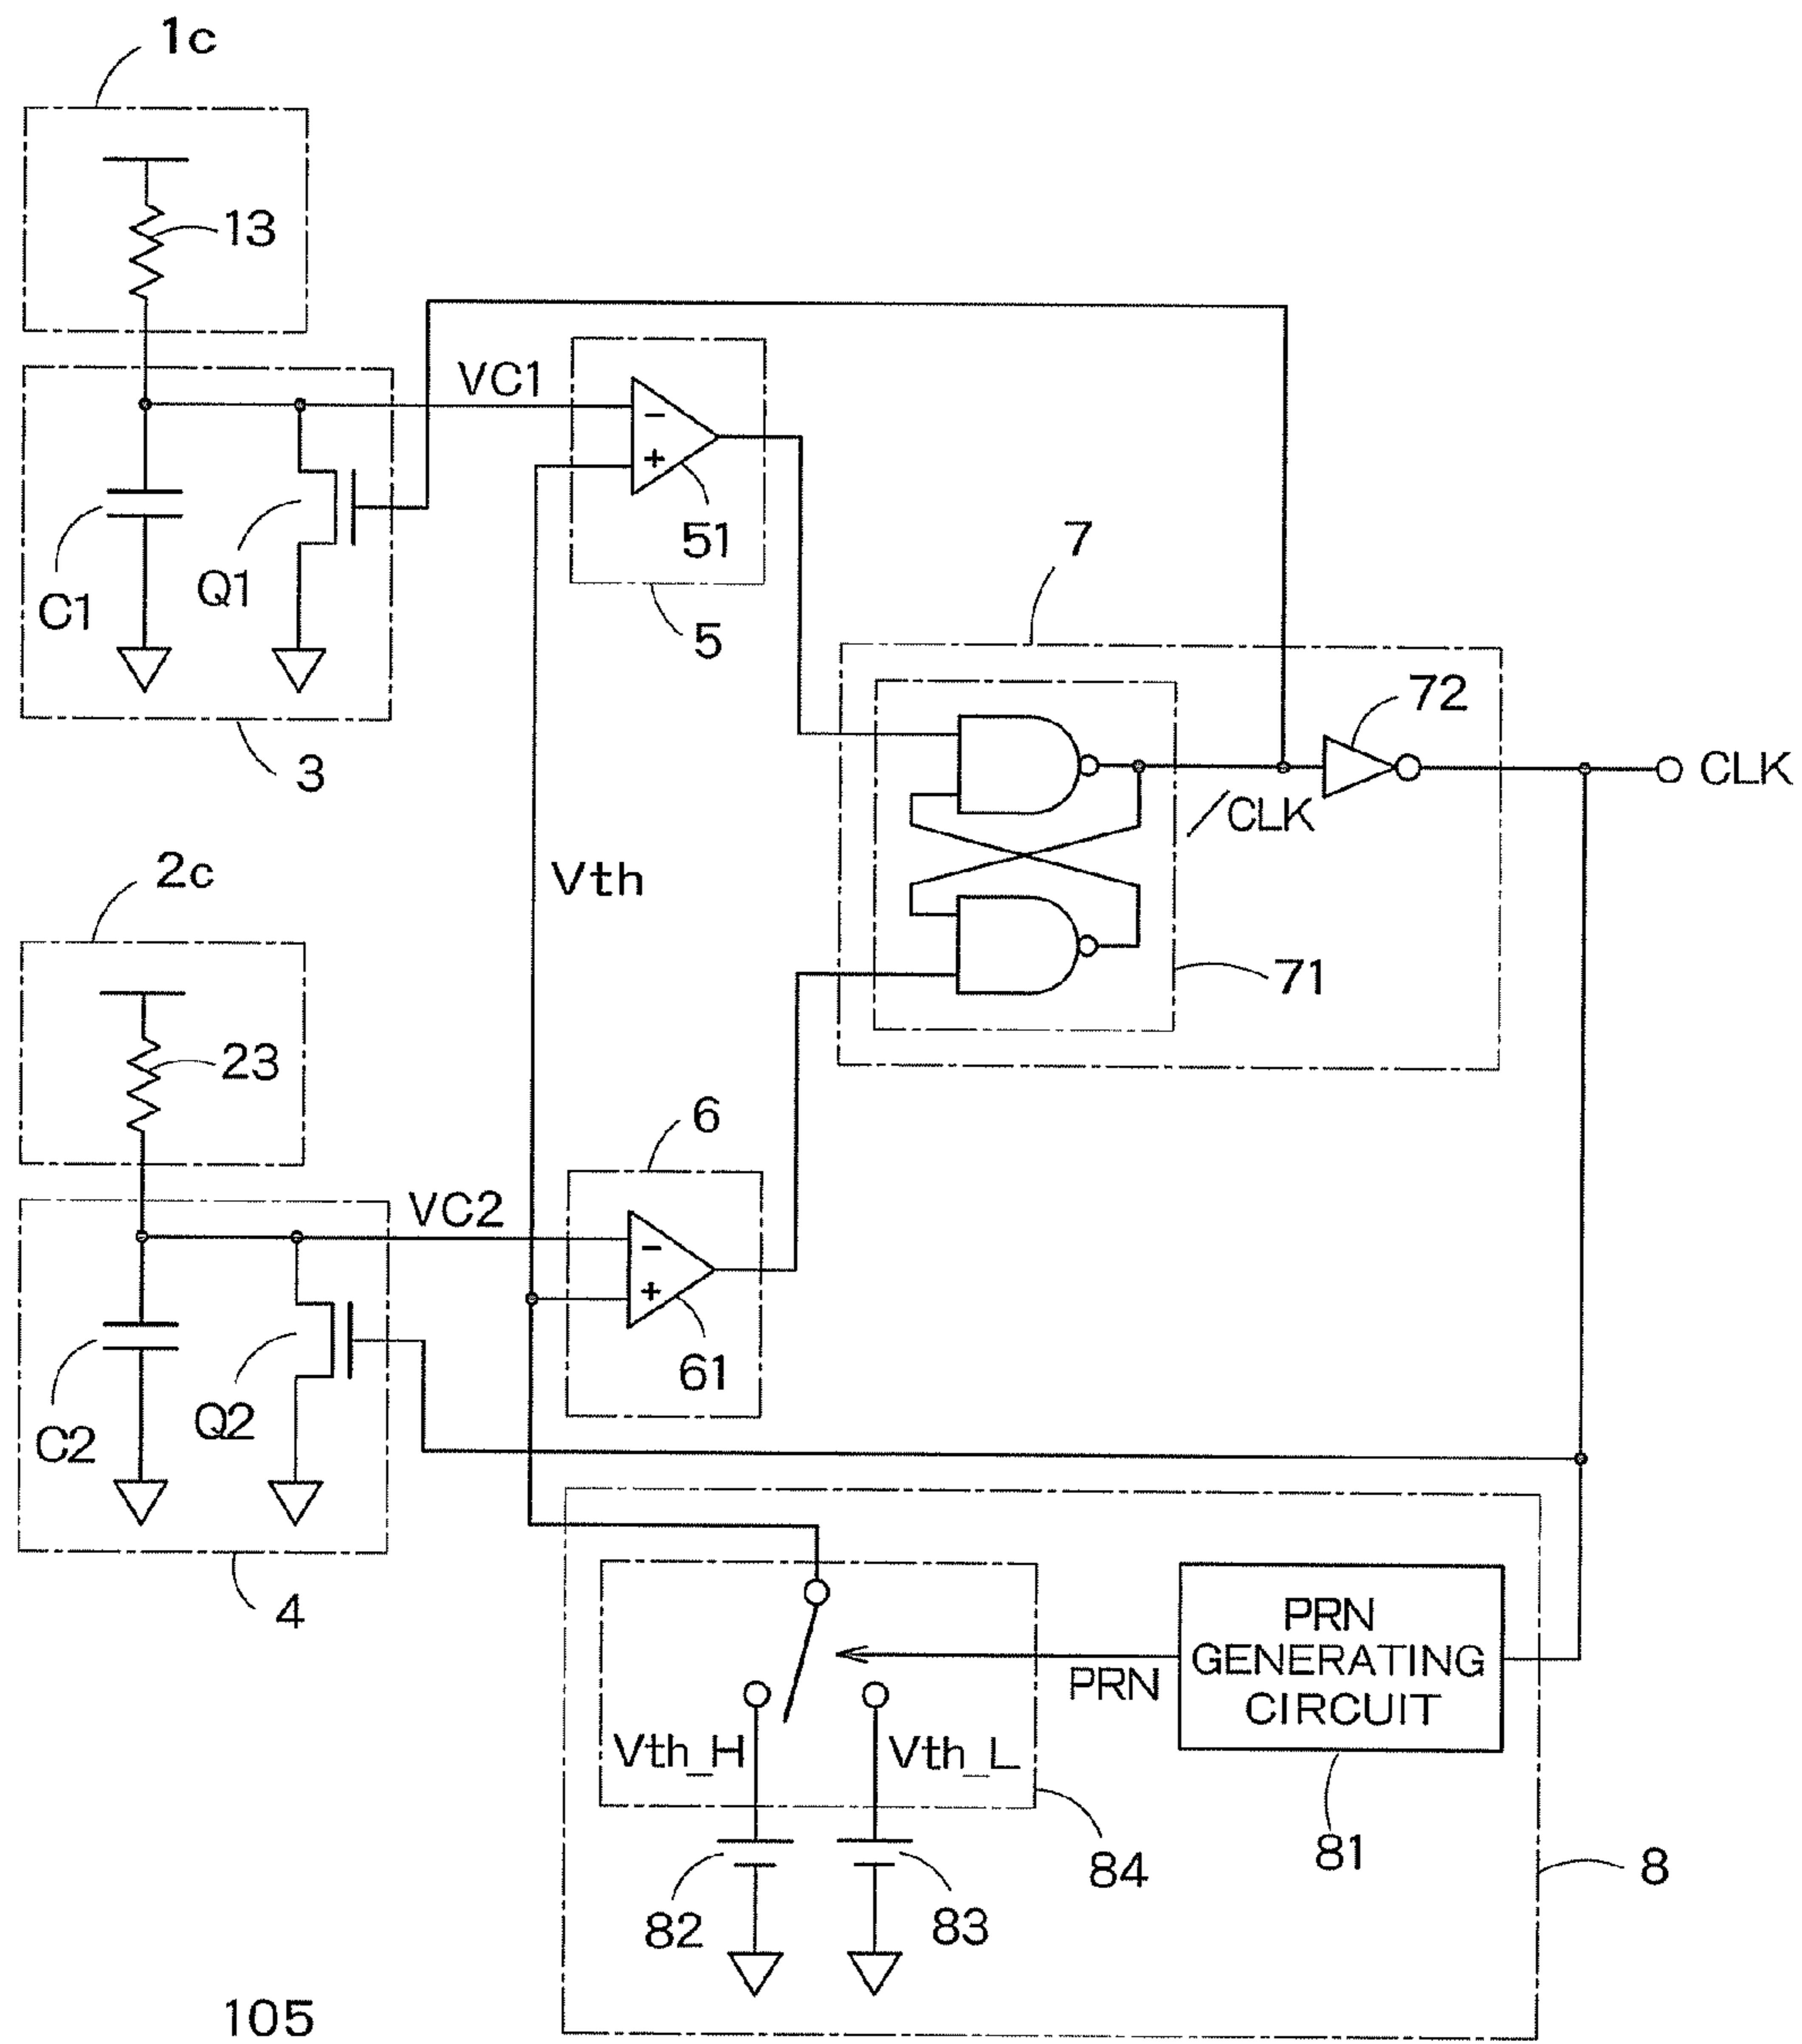 1c
13
VC1
−
+
51
5
C1
Q1
3
7
72
CLK
/CLK
71
Vth
2c
23
6
VC2
−
+
61
C2
Q2
4
PRN
GENERATING
CIRCUIT
PRN
Vth_H
Vth_L
81
82
83
84
8
105